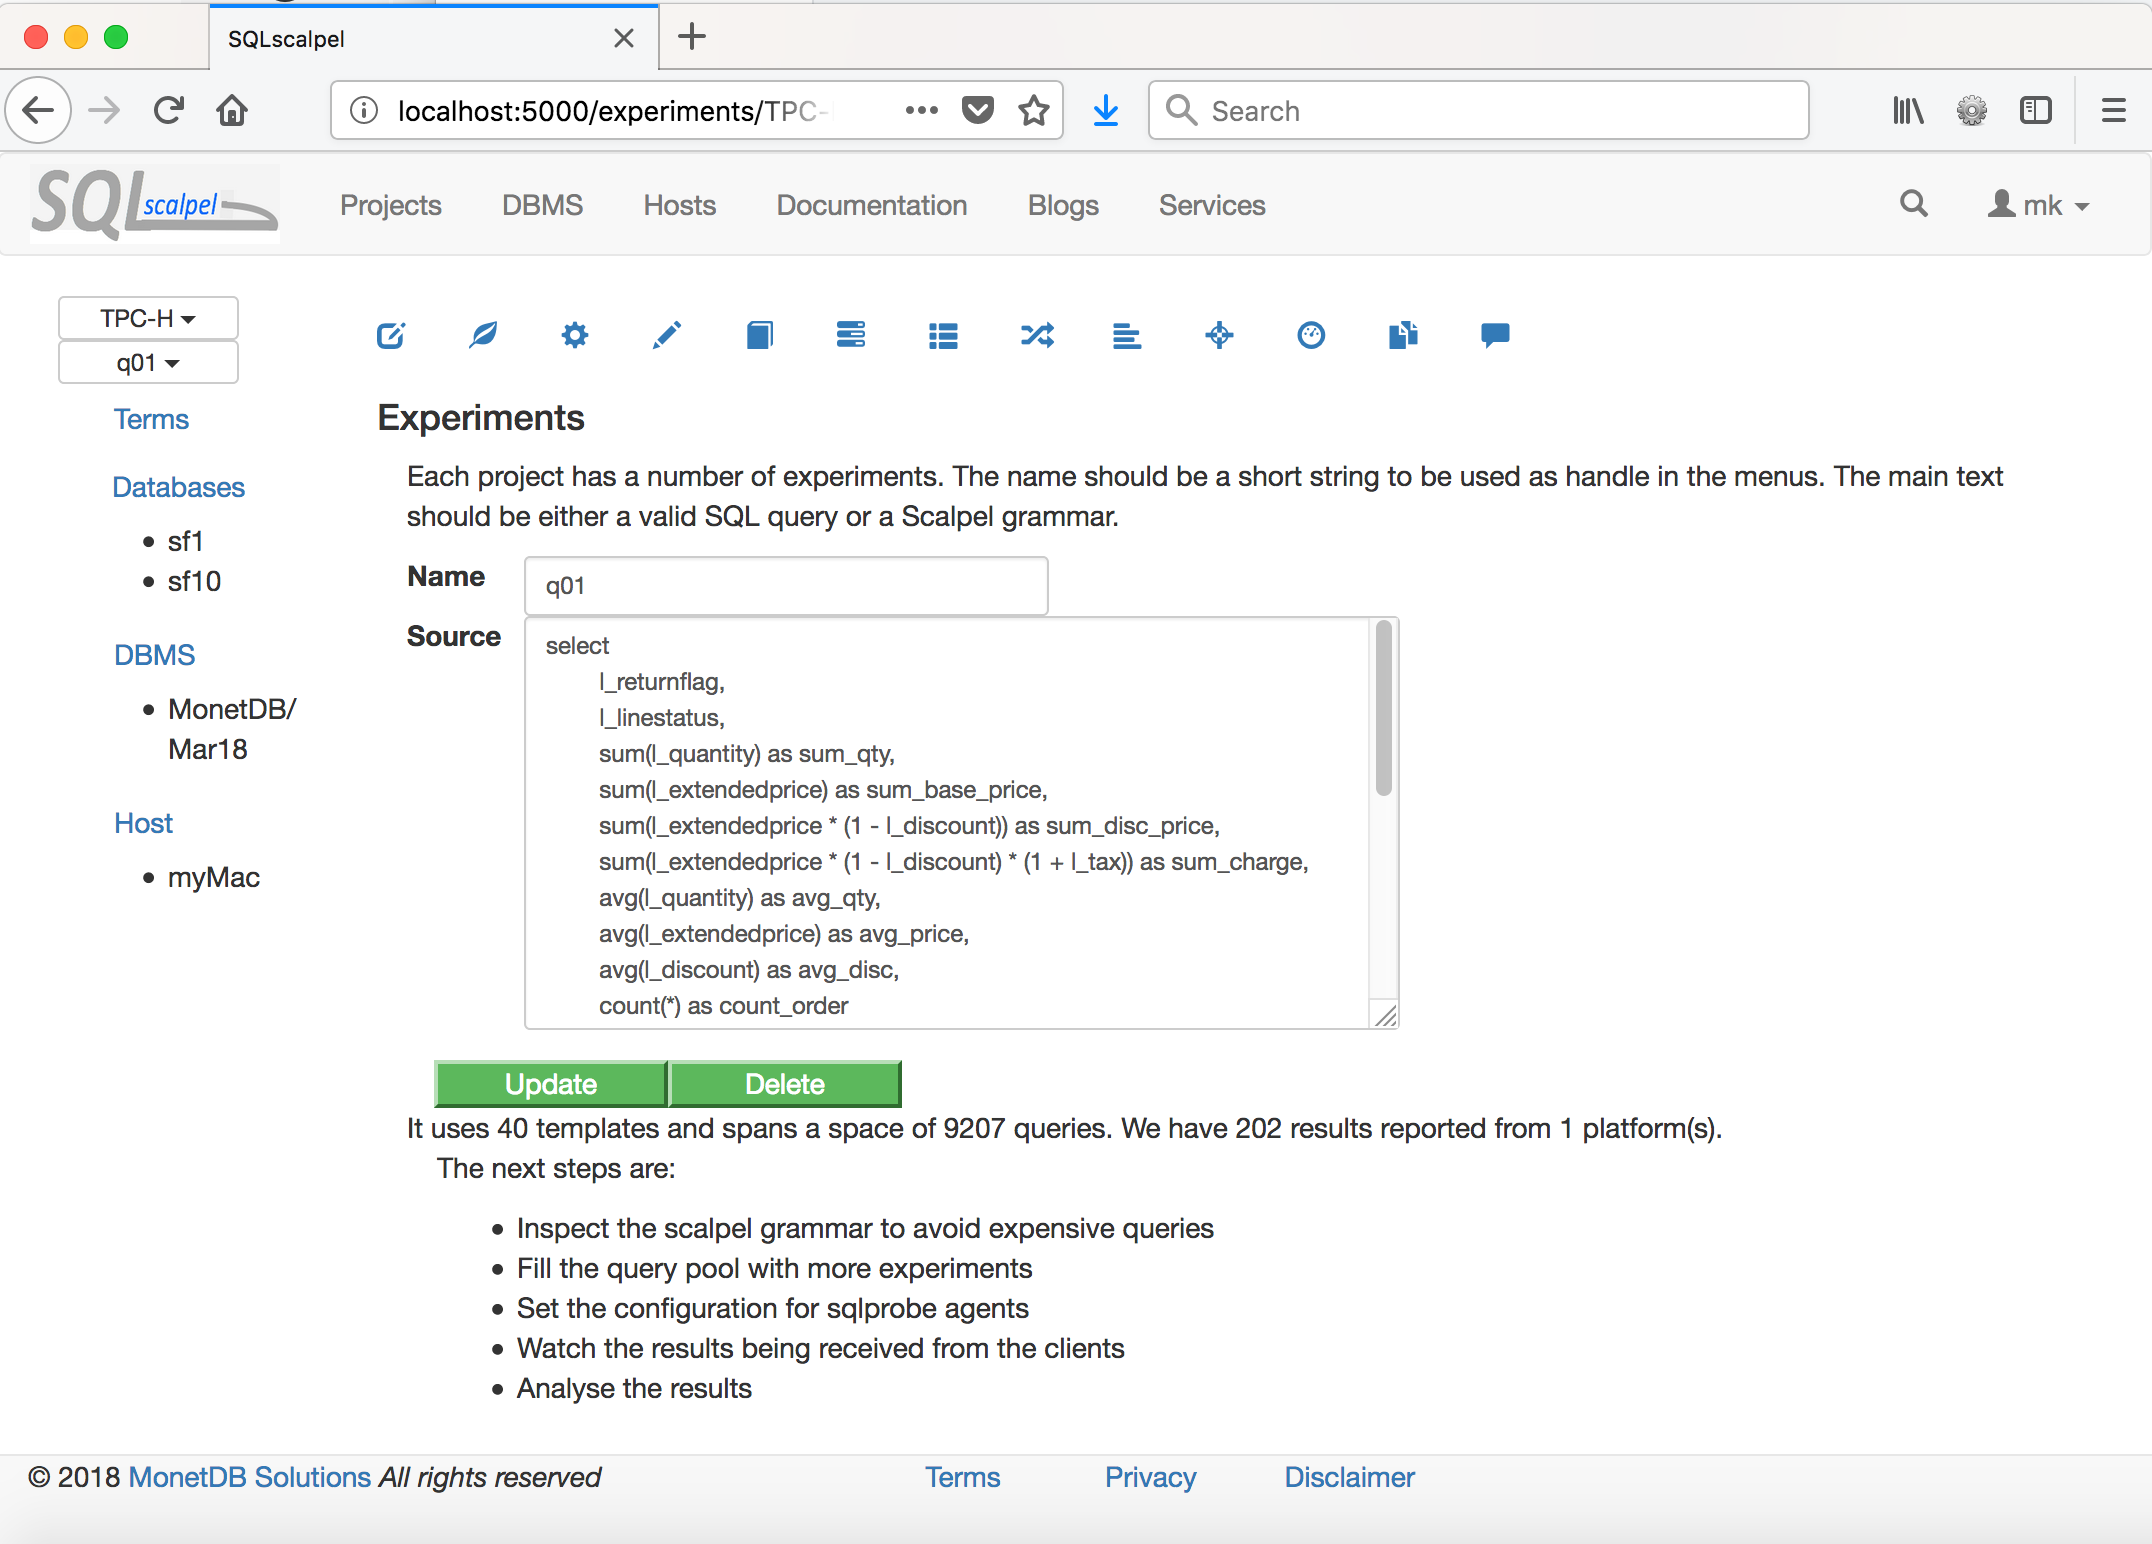 SQLscalpel
localhost:5000/experiments/TPC-
Search
SQLscalpel
Projects
DBMS
Hosts
Documentation
Blogs
Services
mk
TPC-H
q01
Terms
Databases
sf1
sf10
DBMS
MonetDB/
Mar18
Host
myMac
Experiments
Each project has a number of experiments. The name should be a short string to be used as handle in the menus. The main text
should be either a valid SQL query or a Scalpel grammar.
Name
q01
Source
select
l_returnflag,
l_linestatus,
sum(l_quantity) as sum_qty,
sum(l_extendedprice) as sum_base_price,
sum(l_extendedprice * (1 - l_discount)) as sum_disc_price,
sum(l_extendedprice * (1 - l_discount) * (1 + l_tax)) as sum_charge,
avg(l_quantity) as avg_qty,
avg(l_extendedprice) as avg_price,
avg(l_discount) as avg_disc,
count(*) as count_order
Update
Delete
It uses 40 templates and spans a space of 9207 queries. We have 202 results reported from 1 platform(s).
The next steps are:
Inspect the scalpel grammar to avoid expensive queries
Fill the query pool with more experiments
Set the configuration for sqlprobe agents
Watch the results being received from the clients
Analyse the results
© 2018 MonetDB Solutions All rights reserved
Terms
Privacy
Disclaimer